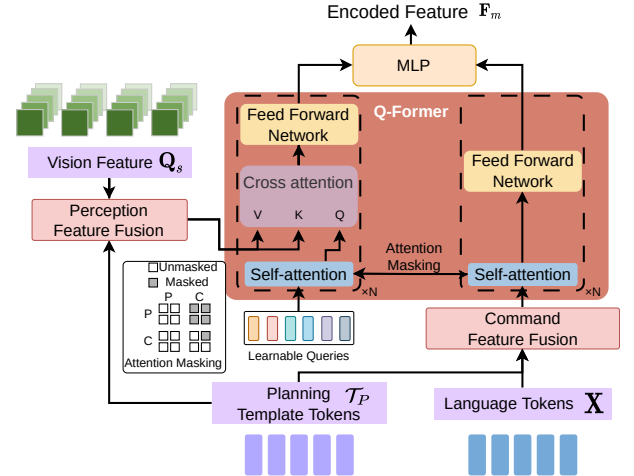 Encoded Feature F_m
MLP
Q-Former
Feed Forward
Network
Vision Feature Q_s
Cross attention
Feed Forward
Network
Perception
Feature Fusion
V K Q
Attention
Masking
Unmasked
Masked
Self-attention
Self-attention
×N
×N
P C
P
C
Attention Masking
Learnable Queries
Command
Feature Fusion
Planning 𝒯_P
Template Tokens
Language Tokens X